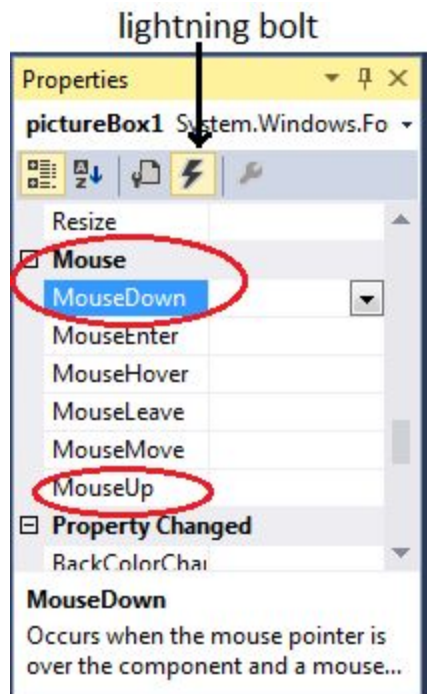 lightning bolt
Properties
pictureBox1 System.Windows.Fo
Resize
Mouse
MouseDown
MouseEnter
MouseHover
MouseLeave
MouseMove
MouseUp
Property Changed
BackColorChai
MouseDown
Occurs when the mouse pointer is
over the component and a mouse...